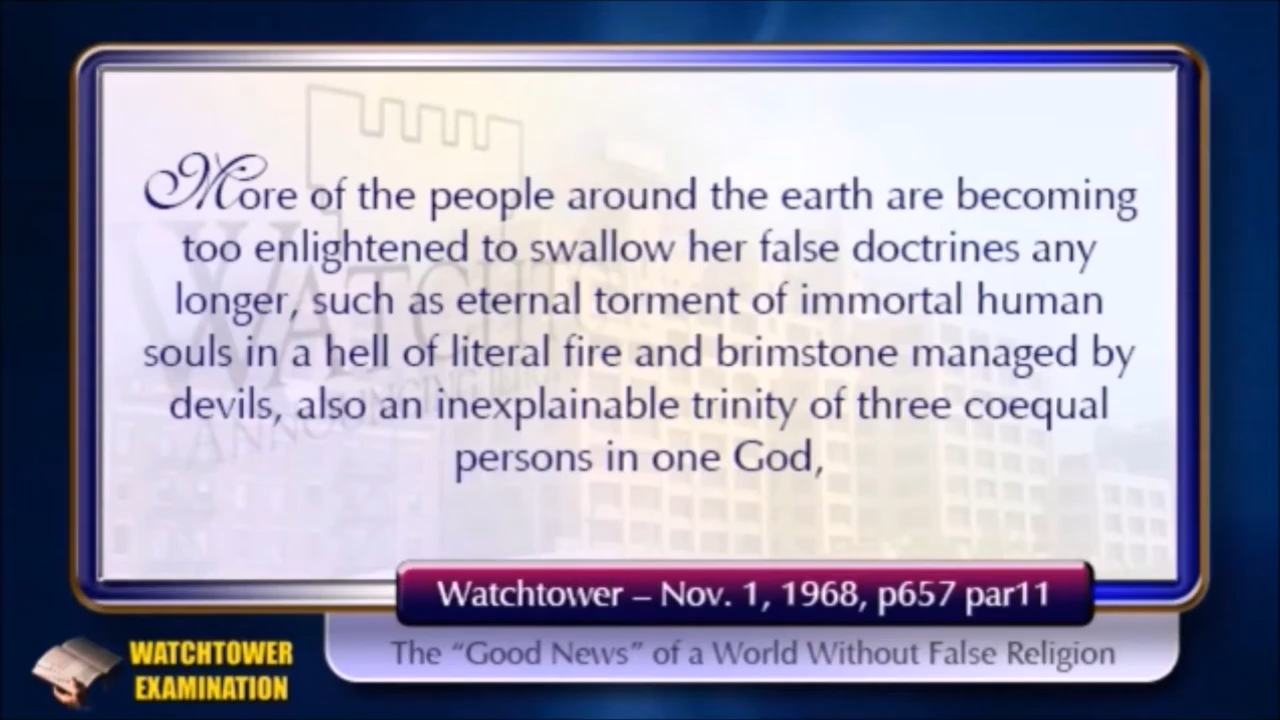 More of the people around the earth are becoming
too enlightened to swallow her false doctrines any
longer, such as eternal torment of immortal human
souls in a hell of literal fire and brimstone managed by
devils, also an inexplainable trinity of three coequal
persons in one God,
Watchtower – Nov. 1, 1968, p657 par11
The “Good News” of a World Without False Religion
WATCHTOWER
EXAMINATION